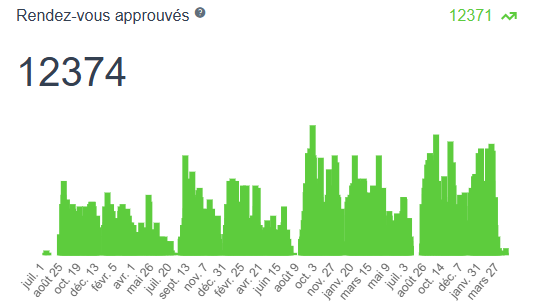 Rendez-vous approuvés ?
12371
12374
juil. 1
août 25
oct. 19
déc. 13
févr. 5
avr. 1
mai 26
juil. 20
sept. 13
nov. 7
déc. 31
févr. 25
avr. 21
juin 15
août 9
oct. 3
nov. 27
janv. 20
mars 15
mai 9
juil. 3
août 26
oct. 14
déc. 7
janv. 31
mars 27